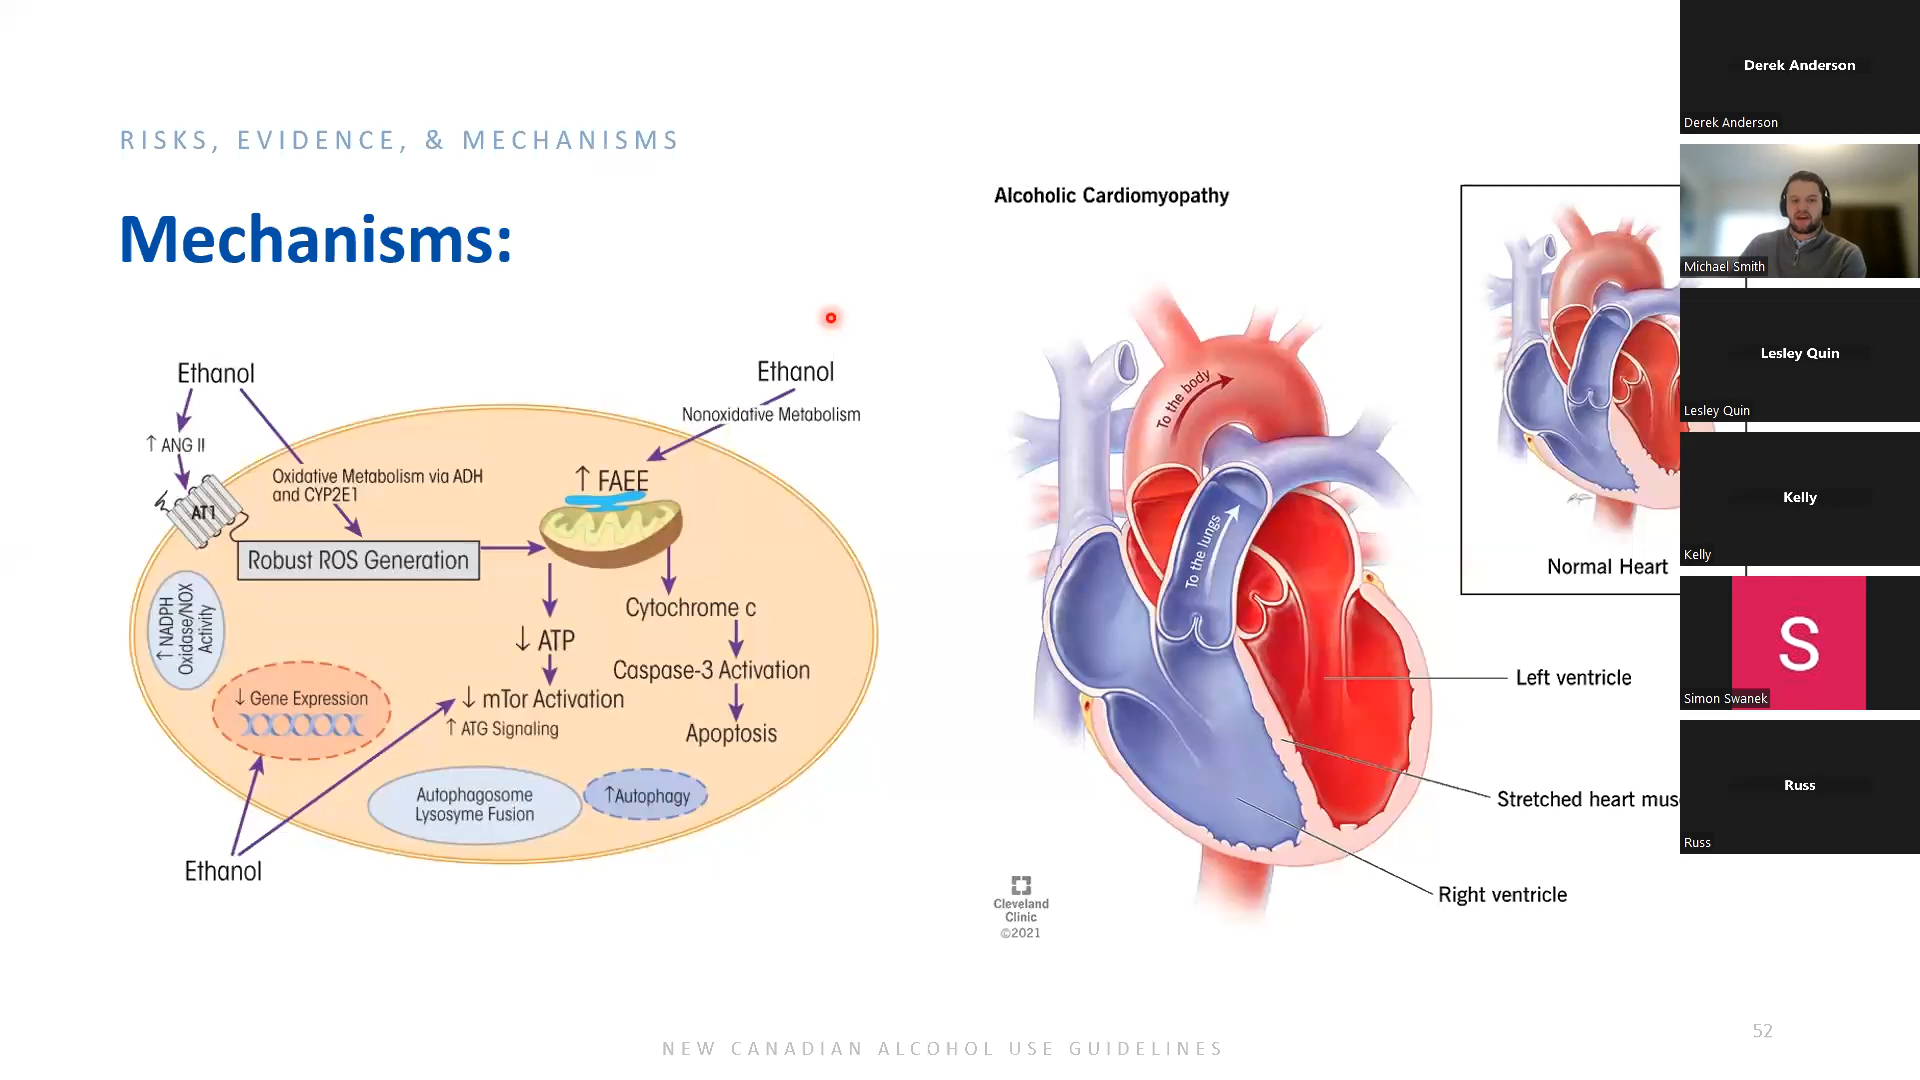 RISKS, EVIDENCE, & MECHANISMS
Mechanisms:
Ethanol
↑ ANG II
AT1
Oxidative Metabolism via ADH
and CYP2E1
Robust ROS Generation
Ethanol
Nonoxidative Metabolism
↑ FAEE
Cytochrome c
Caspase-3 Activation
Apoptosis
↓ ATP
↓ mTor Activation
↑ ATG Signaling
↑ NADPH
Oxidase/NOX
Activity
↓ Gene Expression
Autophagosome
Lysosyme Fusion
↑Autophagy
Ethanol
Alcoholic Cardiomyopathy
To the body
To the lungs
Normal Heart
Left ventricle
Stretched heart mus
Right ventricle
Cleveland
Clinic
©2021
NEW CANADIAN ALCOHOL USE GUIDELINES
52
Derek Anderson
Derek Anderson
Michael Smith
Lesley Quin
Lesley Quin
Kelly
Kelly
S
Simon Swanek
Russ
Russ